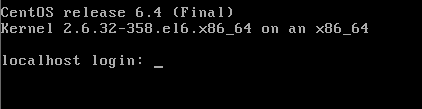 CentOS release 6.4 (Final)
Kernel 2.6.32-358.el6.x86_64 on an x86_64
localhost login: _